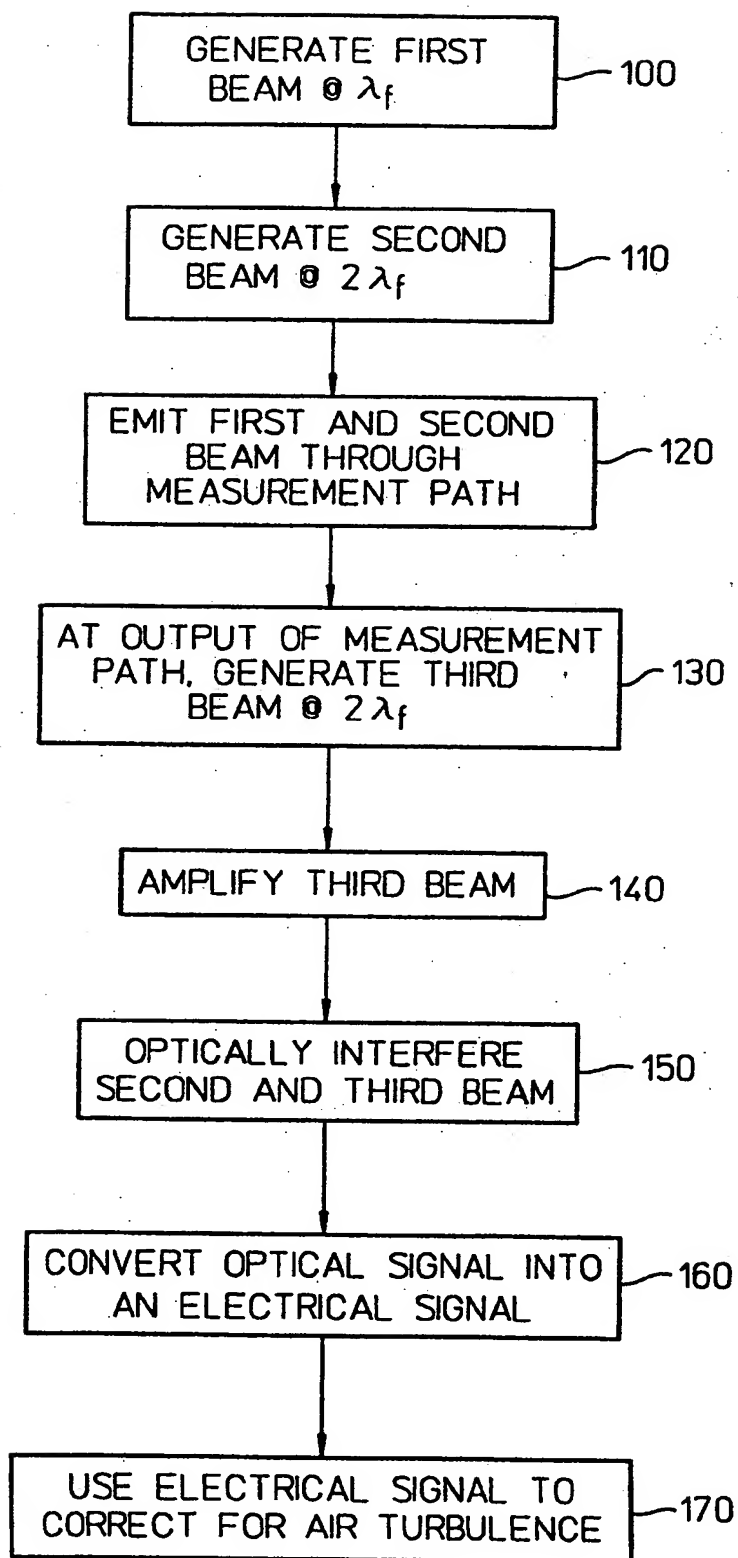 GENERATE FIRST
BEAM @ λf
100
GENERATE SECOND
BEAM @ 2λf
110
EMIT FIRST AND SECOND
BEAM THROUGH
MEASUREMENT PATH
120
AT OUTPUT OF MEASUREMENT
PATH, GENERATE THIRD
BEAM @ 2λf
130
AMPLIFY THIRD BEAM
140
OPTICALLY INTERFERE
SECOND AND THIRD BEAM
150
CONVERT OPTICAL SIGNAL INTO
AN ELECTRICAL SIGNAL
160
USE ELECTRICAL SIGNAL TO
CORRECT FOR AIR TURBULENCE
170